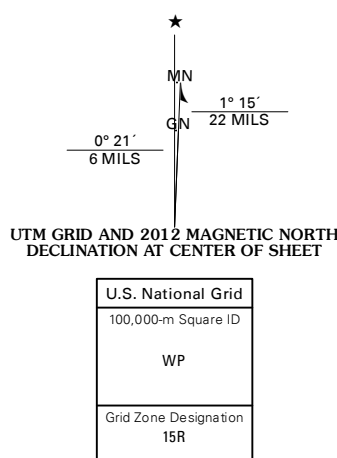 ★
MN
1° 15´
22 MILS
GN
0° 21´
6 MILS
UTM GRID AND 2012 MAGNETIC NORTH
DECLINATION AT CENTER OF SHEET
U.S. National Grid
100,000-m Square ID
WP
Grid Zone Designation
15R